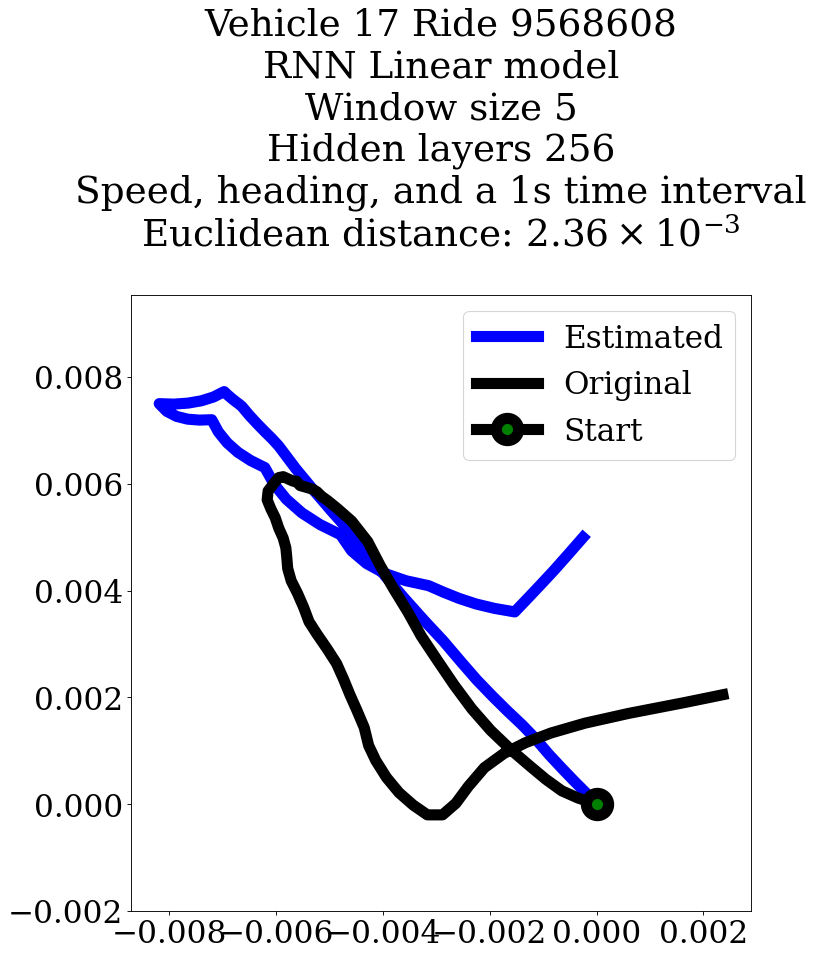 Vehicle 17 Ride 9568608
RNN Linear model
Window size 5
Hidden layers 256
Speed, heading, and a 1s time interval
Euclidean distance: 2.36 × 10⁻³
Estimated
Original
Start
0.008
0.006
0.004
0.002
0.000
−0.002
−0.008 −0.006 −0.004 −0.002 0.000 0.002